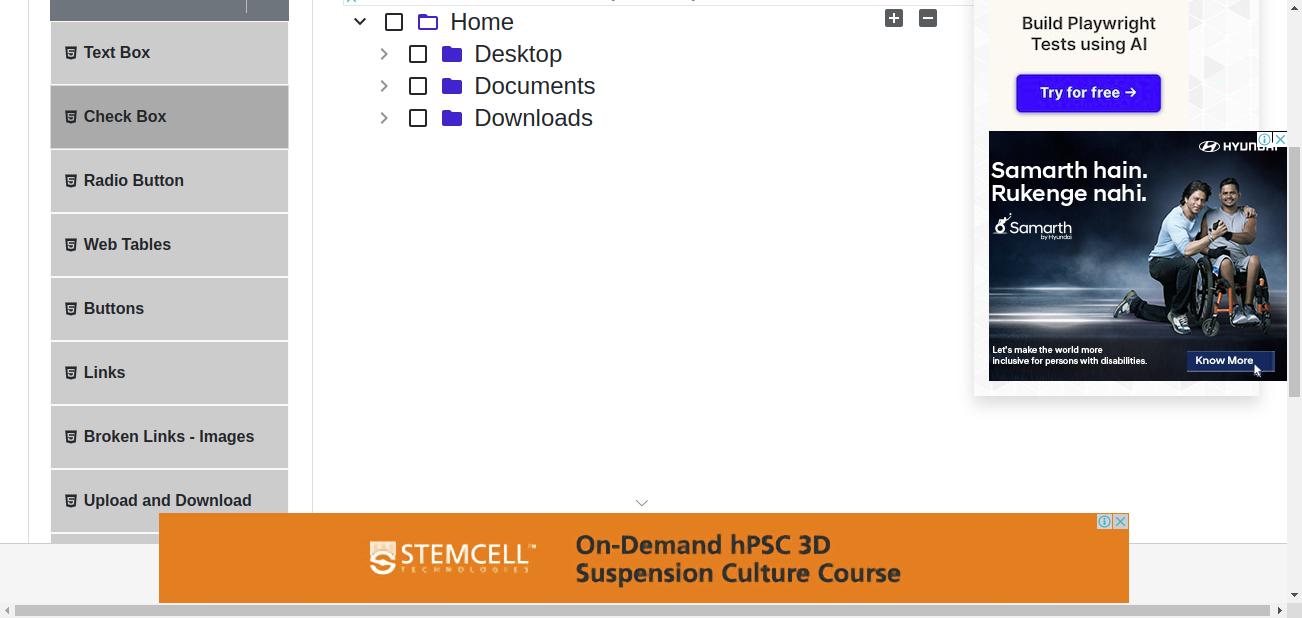 Home
Desktop
Documents
Downloads
Text Box
Check Box
Radio Button
Web Tables
Buttons
Links
Broken Links - Images
Upload and Download
Build Playwright
Tests using AI
Try for free →
HYUNDAI
Samarth hain.
Rukenge nahi.
Samarth
by Hyundai
Let's make the world more
inclusive for persons with disabilities.
Know More
STEMCELL™
TECHNOLOGIES
On-Demand hPSC 3D
Suspension Culture Course